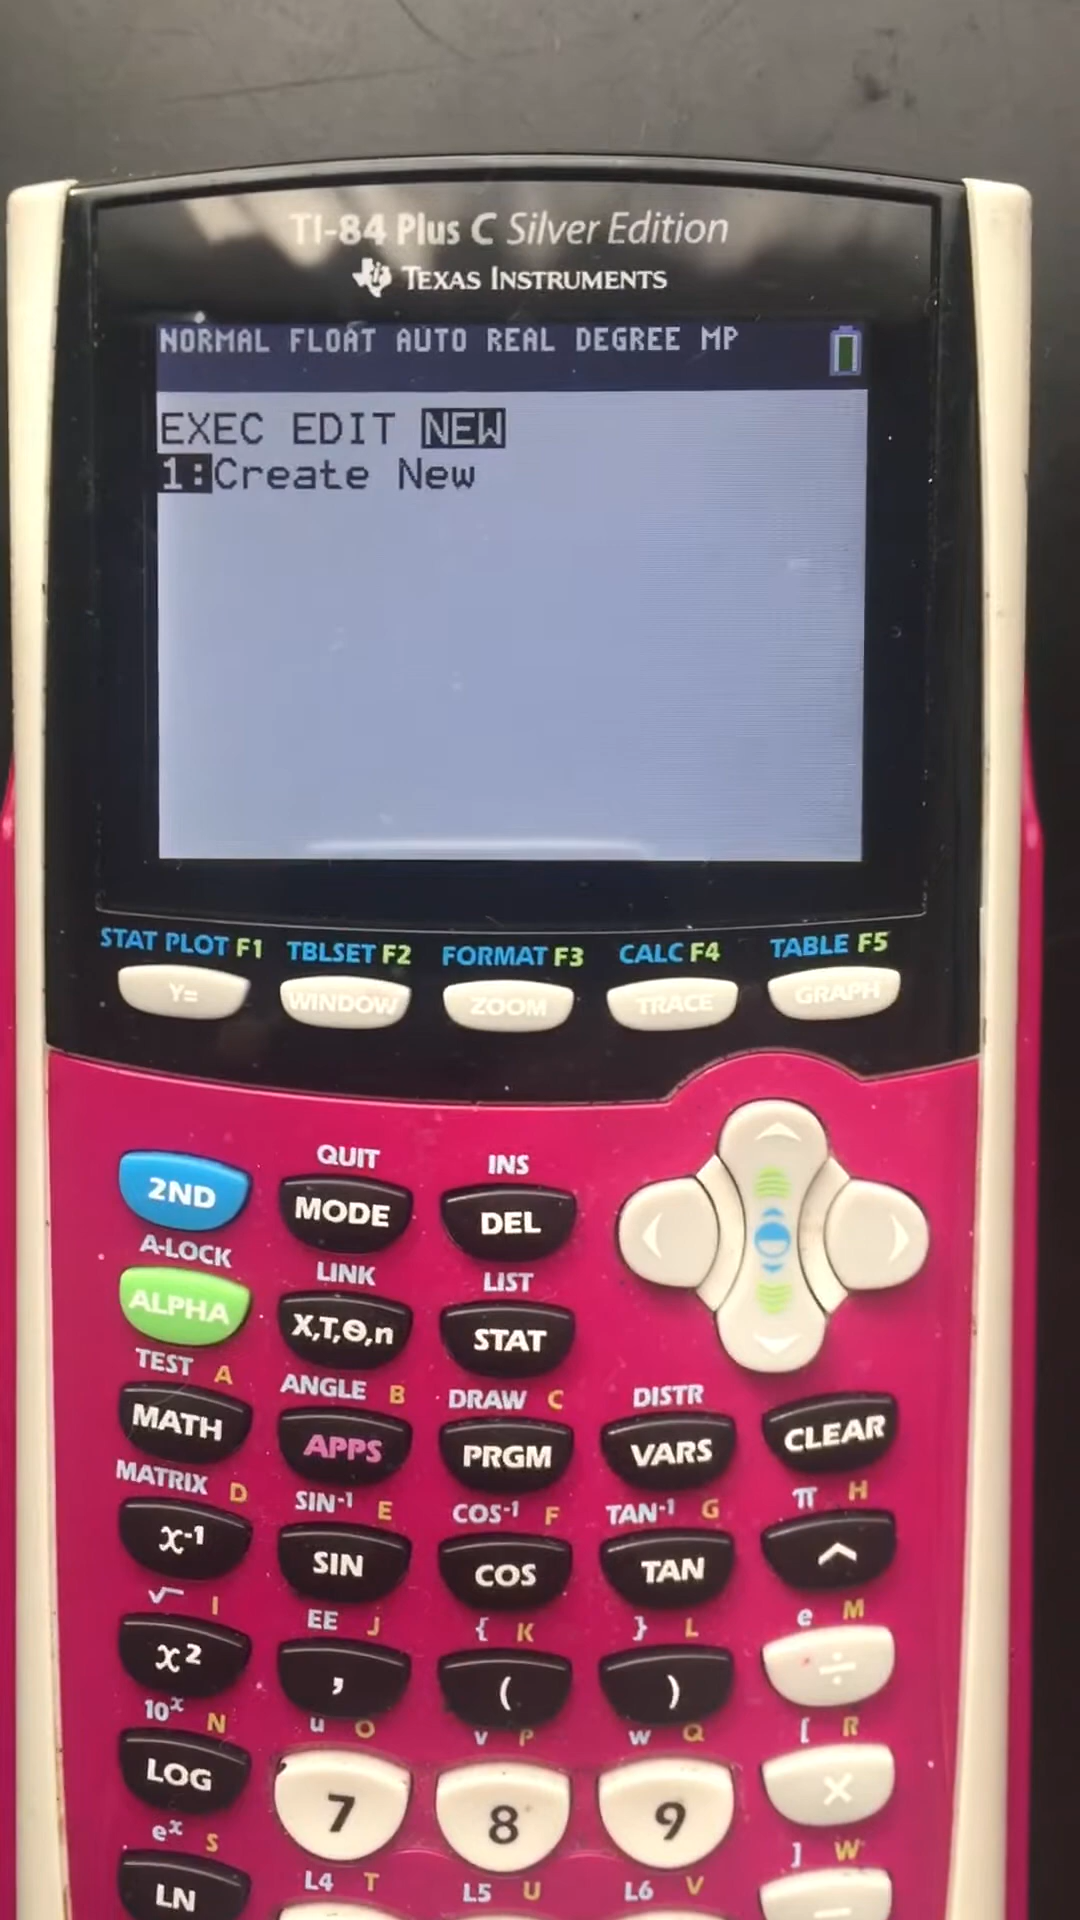 TI-84 Plus C Silver Edition
TEXAS INSTRUMENTS
NORMAL FLOAT AUTO REAL DEGREE MP
EXEC EDIT NEW
1:Create New
STAT PLOT F1 TBLSET F2 FORMAT F3 CALC F4 TABLE F5
Y= WINDOW ZOOM TRACE GRAPH
QUIT INS
2ND MODE DEL
A-LOCK LINK LIST
ALPHA X,T,Θ,n STAT
TEST A ANGLE B DRAW C DISTR
MATH APPS PRGM VARS CLEAR
MATRIX D SIN⁻¹ E COS⁻¹ F TAN⁻¹ G π H
x⁻¹ SIN COS TAN ^
√ I EE J { K } L e M
x² , ( ) ÷
10ˣ N u O v P w Q [ R
LOG 7 8 9 ×
eˣ S L4 T L5 U L6 V ] W
LN −